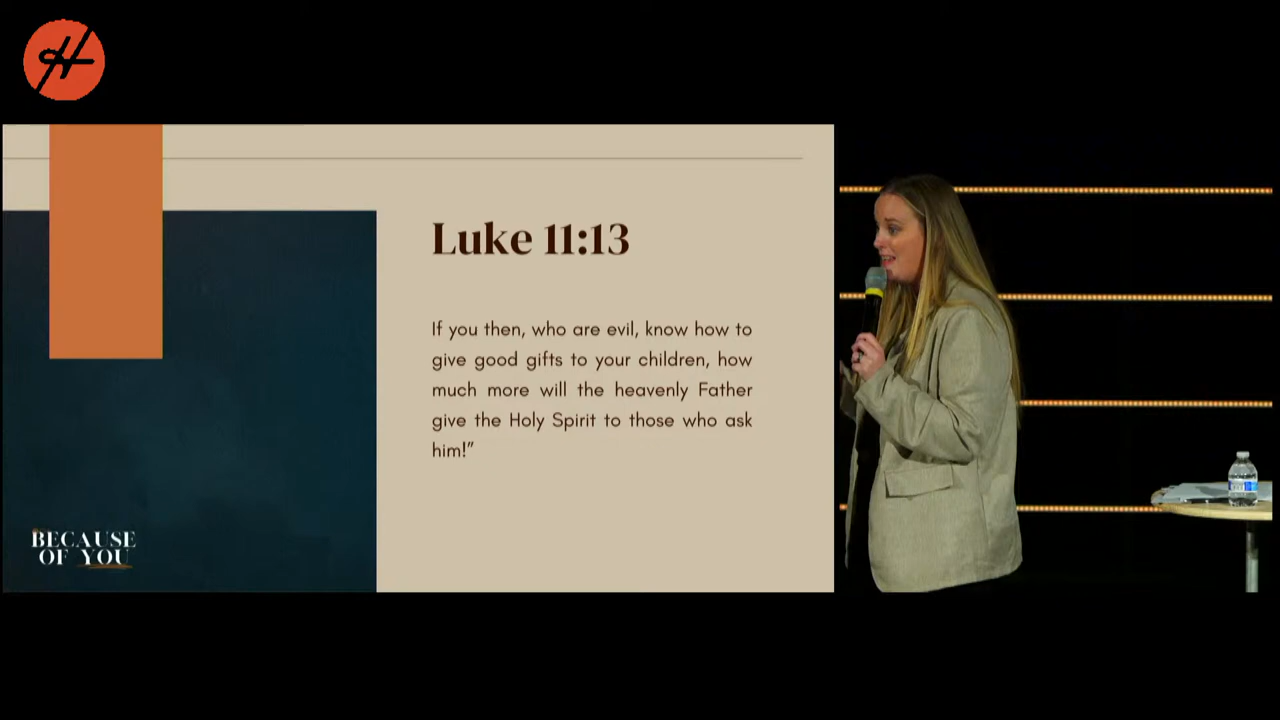 Luke 11:13
If you then, who are evil, know how to
give good gifts to your children, how
much more will the heavenly Father
give the Holy Spirit to those who ask
him!”
BECAUSE
OF YOU